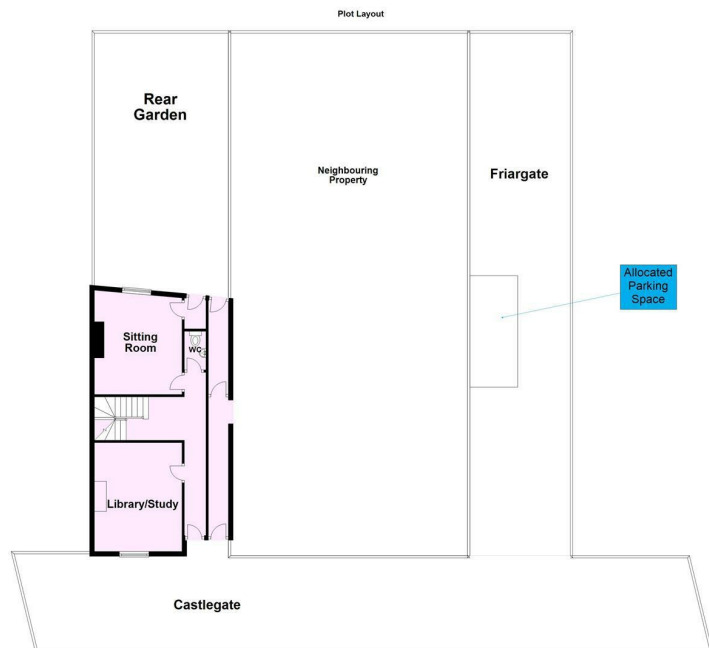 Plot Layout
Rear
Garden
Neighbouring
Property
Friargate
Allocated
Parking
Space
Sitting
Room
WC
Library/Study
Castlegate